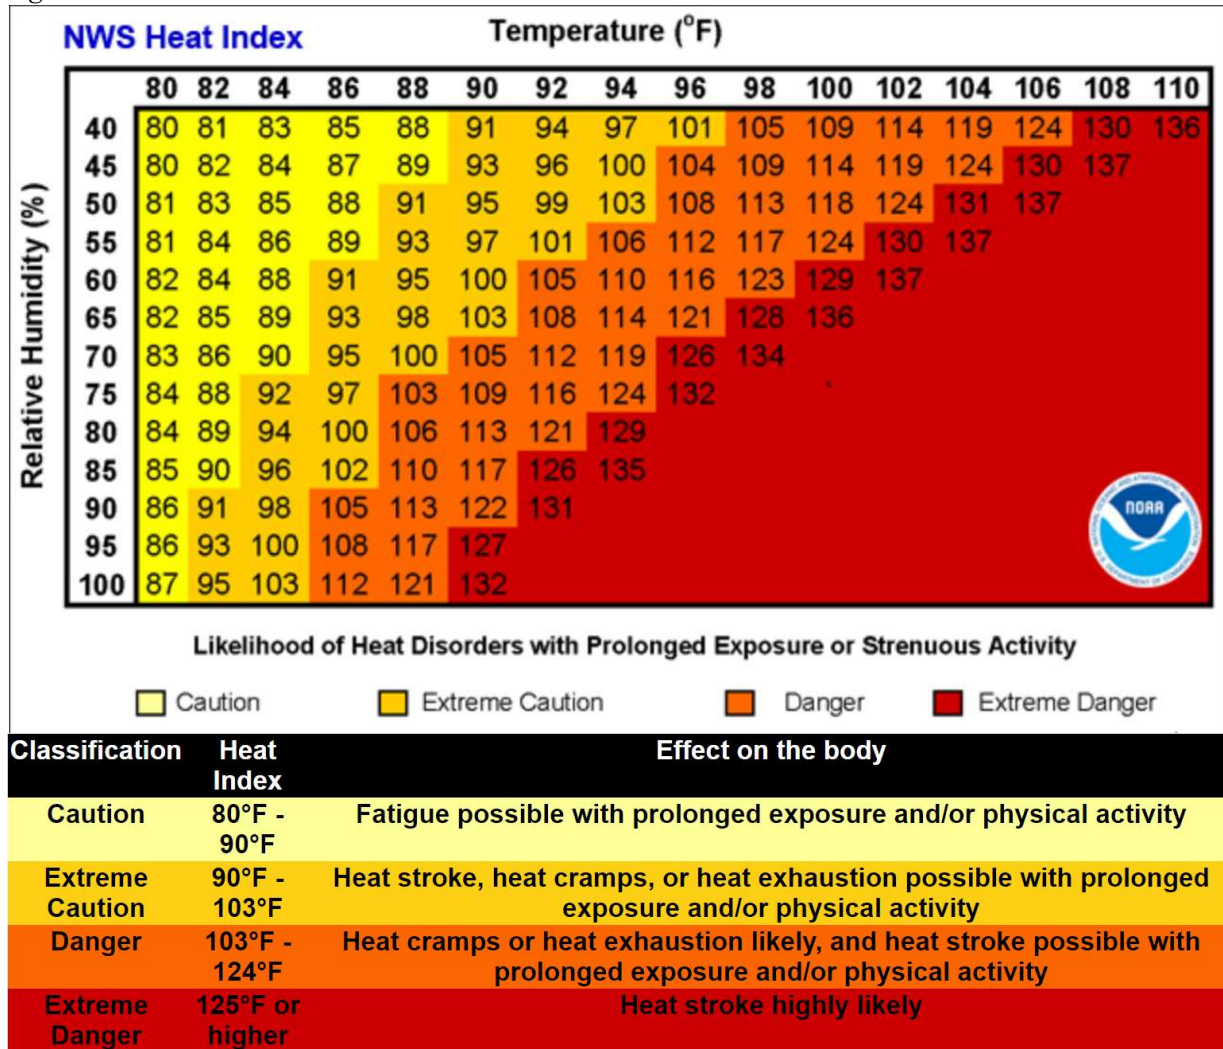 NWS Heat Index
Temperature (°F)
80 82 84 86 88 90 92 94 96 98 100 102 104 106 108 110
40 80 81 83 85 88 91 94 97 101 105 109 114 119 124 130 136
45 80 82 84 87 89 93 96 100 104 109 114 119 124 130 137
50 81 83 85 88 91 95 99 103 108 113 118 124 131 137
55 81 84 86 89 93 97 101 106 112 117 124 130 137
60 82 84 88 91 95 100 105 110 116 123 129 137
65 82 85 89 93 98 103 108 114 121 128 136
70 83 86 90 95 100 105 112 119 126 134
75 84 88 92 97 103 109 116 124 132
80 84 89 94 100 106 113 121 129
85 85 90 96 102 110 117 126 135
90 86 91 98 105 113 122 131
95 86 93 100 108 117 127
100 87 95 103 112 121 132
Relative Humidity (%)
NOAA
Likelihood of Heat Disorders with Prolonged Exposure or Strenuous Activity
Caution Extreme Caution Danger Extreme Danger
Classification Heat Index Effect on the body
Caution 80°F - 90°F Fatigue possible with prolonged exposure and/or physical activity
Extreme Caution 90°F - 103°F Heat stroke, heat cramps, or heat exhaustion possible with prolonged exposure and/or physical activity
Danger 103°F - 124°F Heat cramps or heat exhaustion likely, and heat stroke possible with prolonged exposure and/or physical activity
Extreme Danger 125°F or higher Heat stroke highly likely